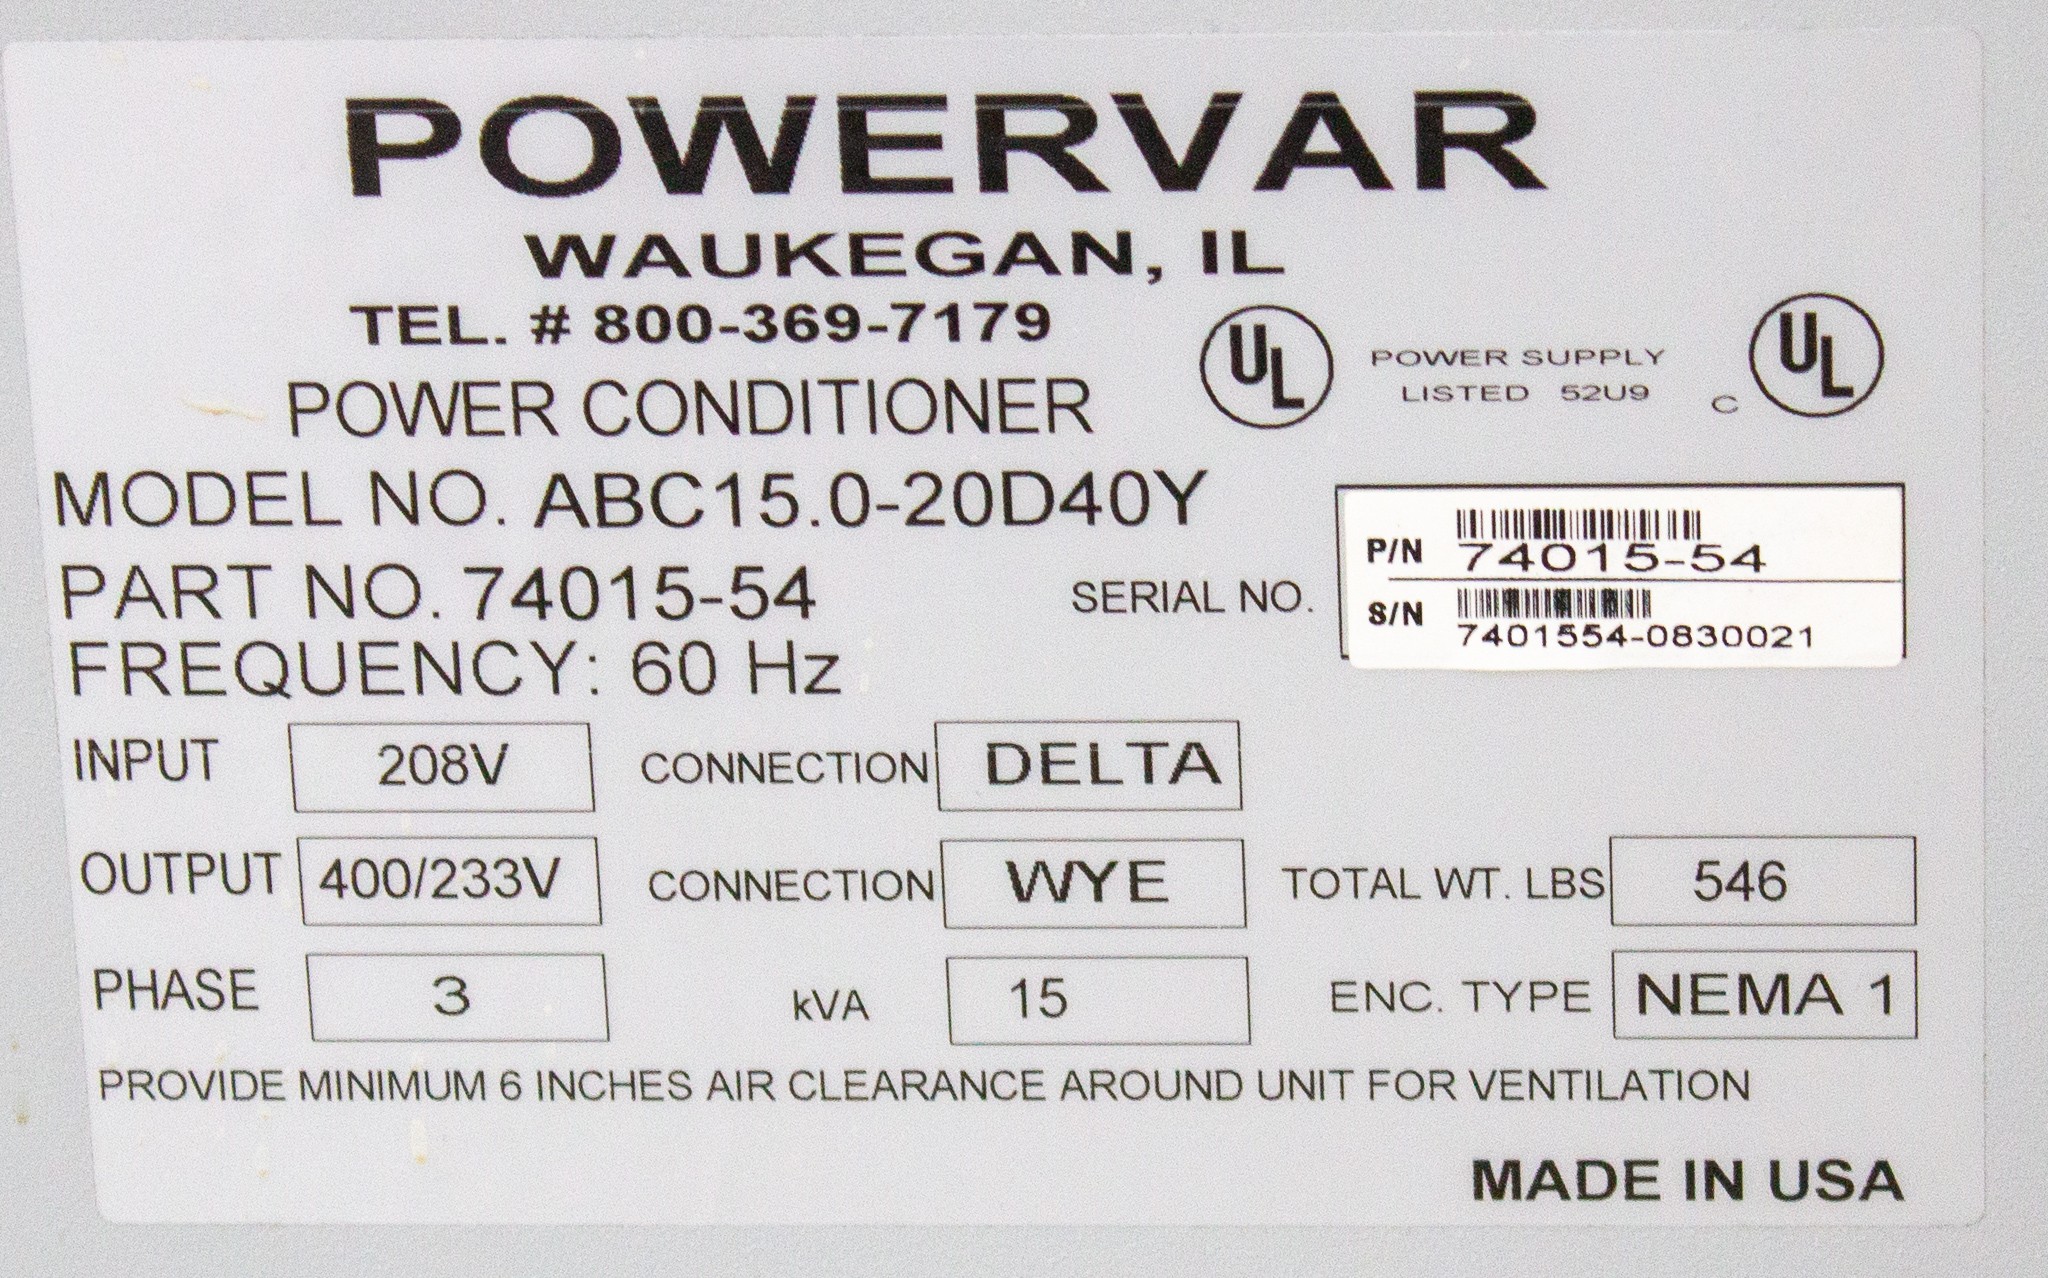 POWERVAR
WAUKEGAN, IL
TEL. # 800-369-7179
POWER CONDITIONER
UL POWER SUPPLY LISTED 52U9 C UL
MODEL NO. ABC15.0-20D40Y
PART NO. 74015-54
SERIAL NO.
P/N 74015-54
S/N 7401554-0830021
FREQUENCY: 60 Hz
INPUT 208V CONNECTION DELTA
OUTPUT 400/233V CONNECTION WYE TOTAL WT. LBS 546
PHASE 3 kVA 15 ENC. TYPE NEMA 1
PROVIDE MINIMUM 6 INCHES AIR CLEARANCE AROUND UNIT FOR VENTILATION
MADE IN USA